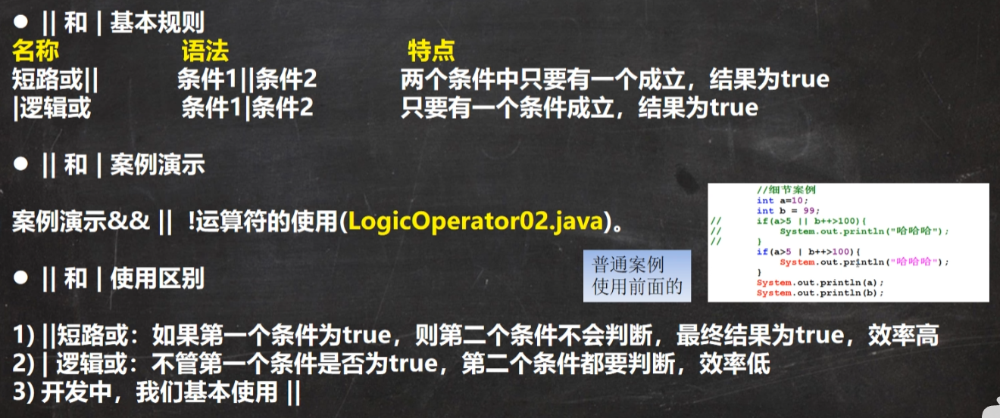 ● || 和 | 基本规则
名称 语法 特点
短路或|| 条件1||条件2 两个条件中只要有一个成立，结果为true
|逻辑或 条件1|条件2 只要有一个条件成立，结果为true
● || 和 | 案例演示
案例演示&& || !运算符的使用(LogicOperator02.java)。
//细节案例
int a=10;
int b = 99;
// if(a>5 || b++>100){
// System.out.println("哈哈哈");
// }
if(a>5 | b++>100){
System.out.println("哈哈哈");
}
System.out.println(a);
System.out.println(b);
普通案例
使用前面的
● || 和 | 使用区别
1) ||短路或：如果第一个条件为true，则第二个条件不会判断，最终结果为true，效率高
2) | 逻辑或：不管第一个条件是否为true，第二个条件都要判断，效率低
3) 开发中，我们基本使用 ||